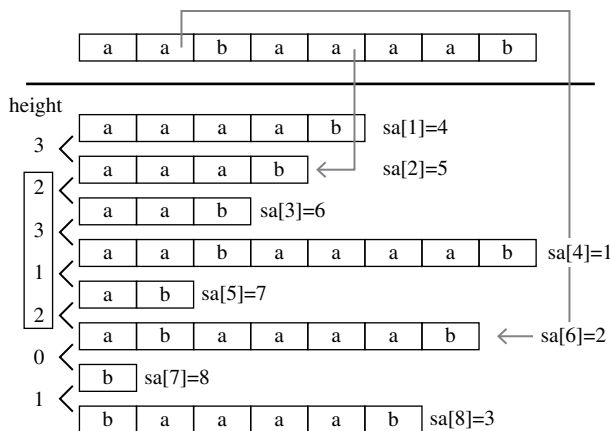 a a b a a a a b
height
a a a a b sa[1]=4
3
a a a b sa[2]=5
2
a a b sa[3]=6
3
a a b a a a a b sa[4]=1
1
a b sa[5]=7
2
a b a a a a b sa[6]=2
0
b sa[7]=8
1
b a a a a b sa[8]=3